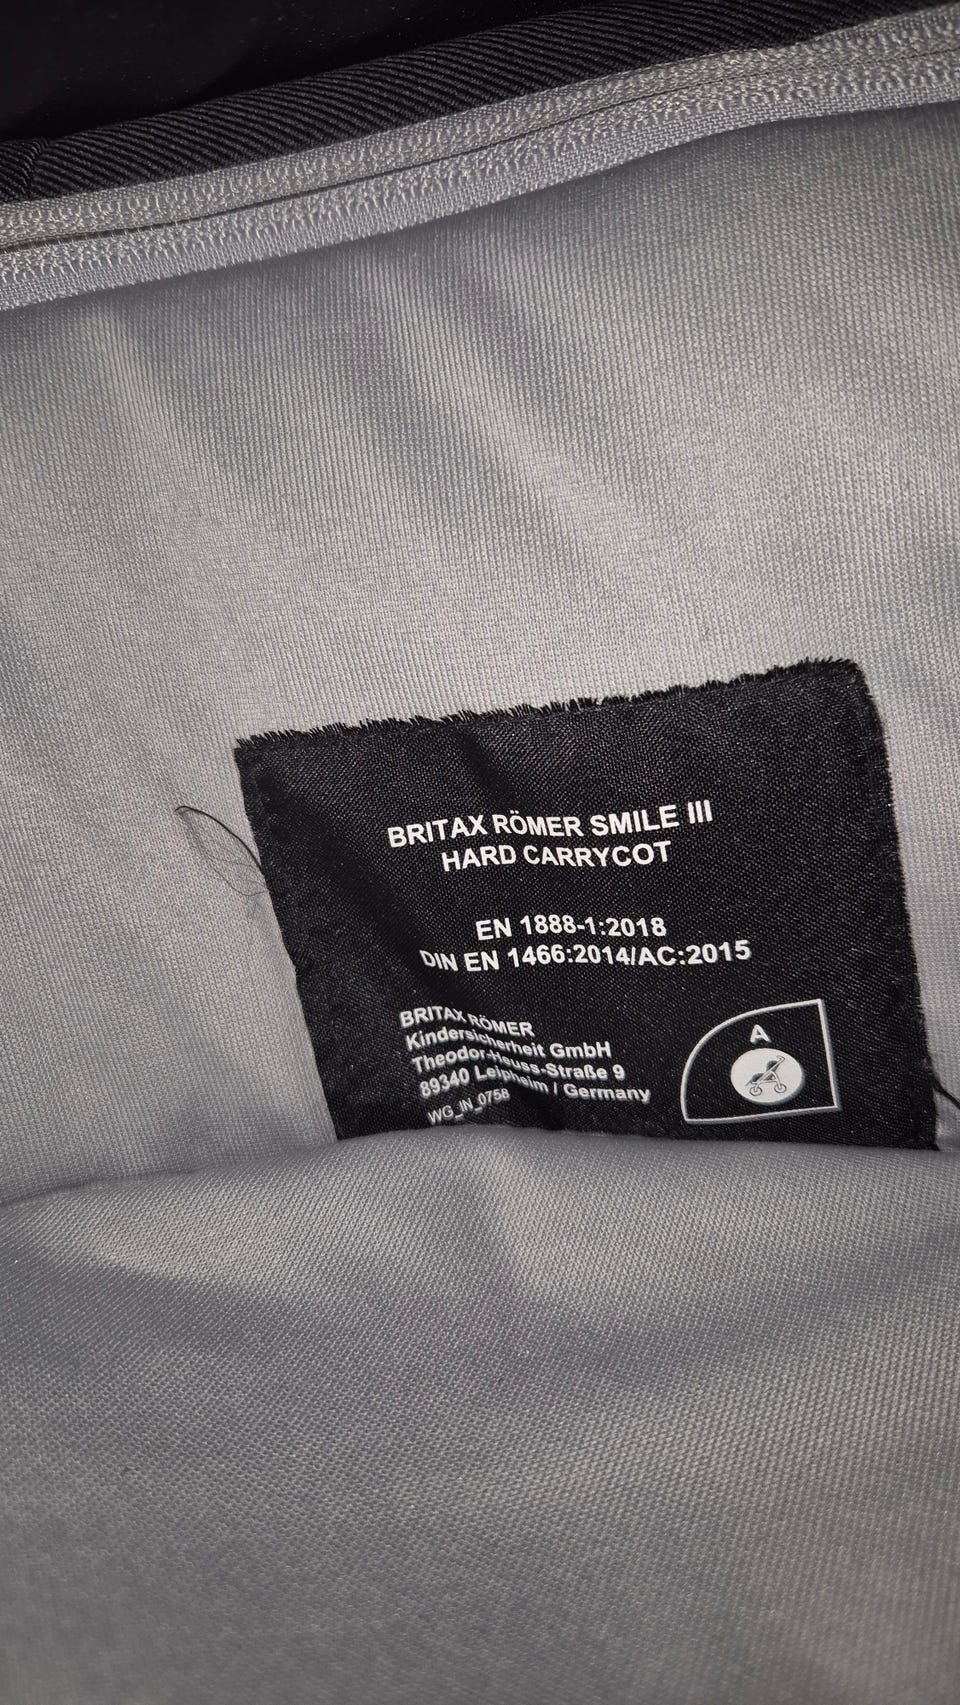 BRITAX RÖMER SMILE III
HARD CARRYCOT
EN 1888-1:2018
DIN EN 1466:2014/AC:2015
BRITAX RÖMER
Kindersicherheit GmbH
Theodor-Heuss-Straße 9
89340 Leipheim / Germany
WG_IN_0758
A